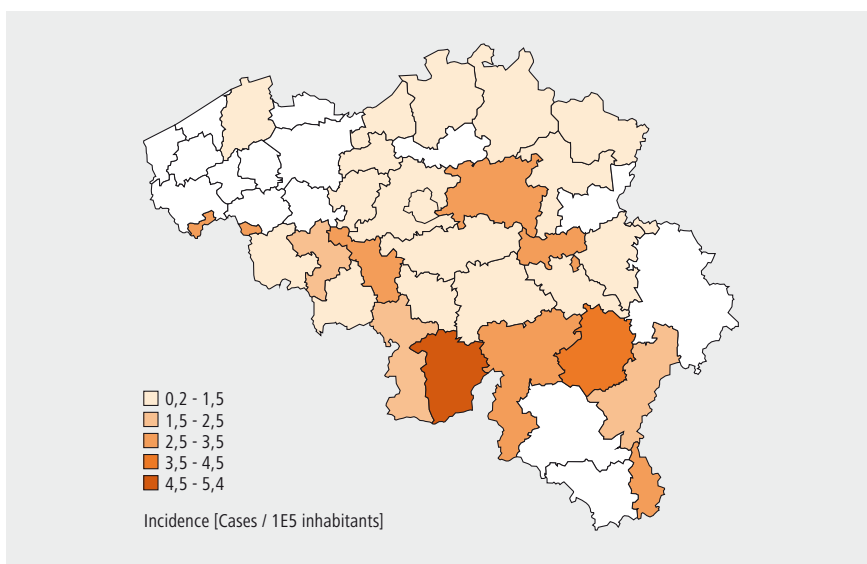 0,2 - 1,5
1,5 - 2,5
2,5 - 3,5
3,5 - 4,5
4,5 - 5,4
Incidence [Cases / 1E5 inhabitants]